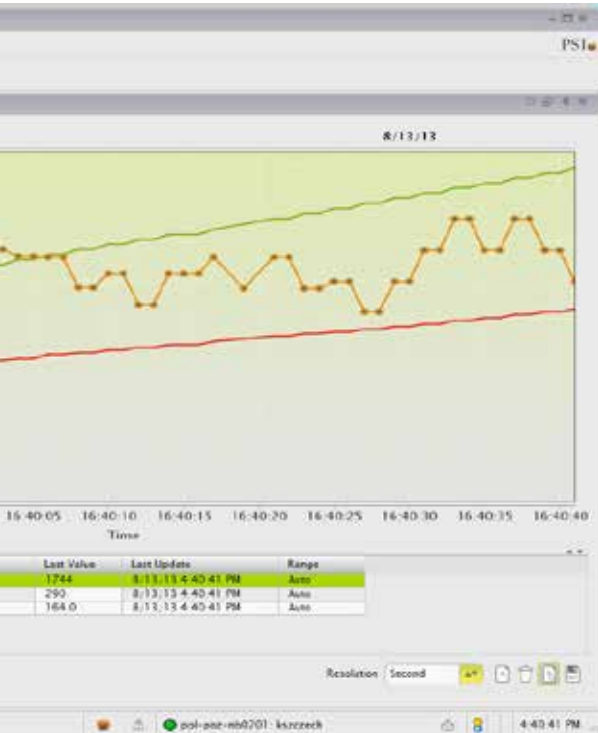 PSI
8/13/13
16:40:05 16:40:10 16:40:15 16:40:20 16:40:25 16:40:30 16:40:35 16:40:40
Time
Last Value Last Update Range
1744 8/13/13 4:40:41 PM Auto
290 8/13/13 4:40:41 PM Auto
164.0 8/13/13 4:40:41 PM Auto
Resolution Second
4:40:41 PM